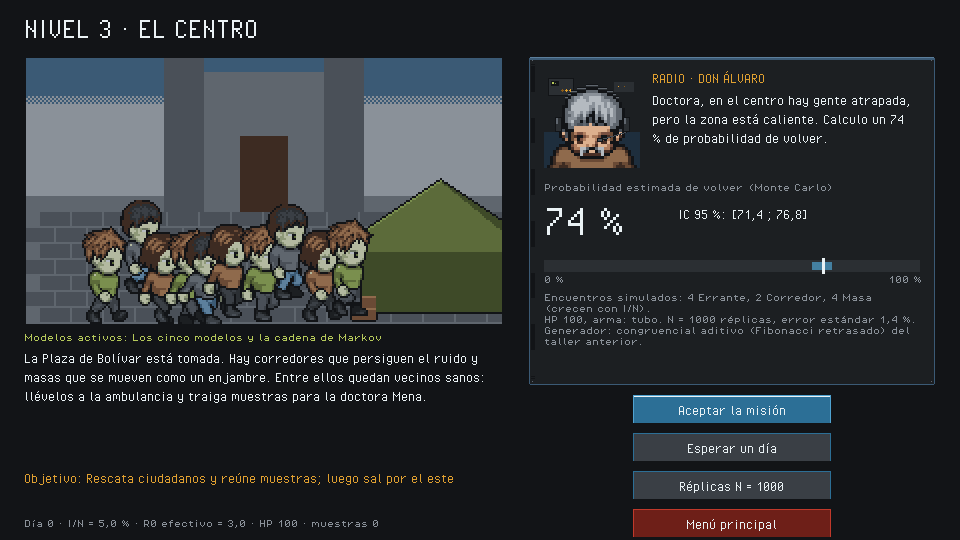 NIVEL 3 · EL CENTRO
RADIO · DON ÁLVARO
Doctora, en el centro hay gente atrapada,
pero la zona está caliente. Calculo un 74
% de probabilidad de volver.
Probabilidad estimada de volver (Monte Carlo)
74 %
IC 95 %: [71,4 ; 76,8]
0 %
100 %
Encuentros simulados: 4 Errante, 2 Corredor, 4 Masa
(crecen con I/N).
HP 100, arma: tubo. N = 1000 réplicas, error estándar 1,4 %.
Generador: congruencial aditivo (Fibonacci retrasado) del
taller anterior.
Modelos activos: Los cinco modelos y la cadena de Markov
La Plaza de Bolívar está tomada. Hay corredores que persiguen el ruido y
masas que se mueven como un enjambre. Entre ellos quedan vecinos sanos:
llévelos a la ambulancia y traiga muestras para la doctora Mena.
Objetivo: Rescata ciudadanos y reúne muestras; luego sal por el este
Día 0 · I/N = 5,0 % · R0 efectivo = 3,0 · HP 100 · muestras 0
Aceptar la misión
Esperar un día
Réplicas N = 1000
Menú principal